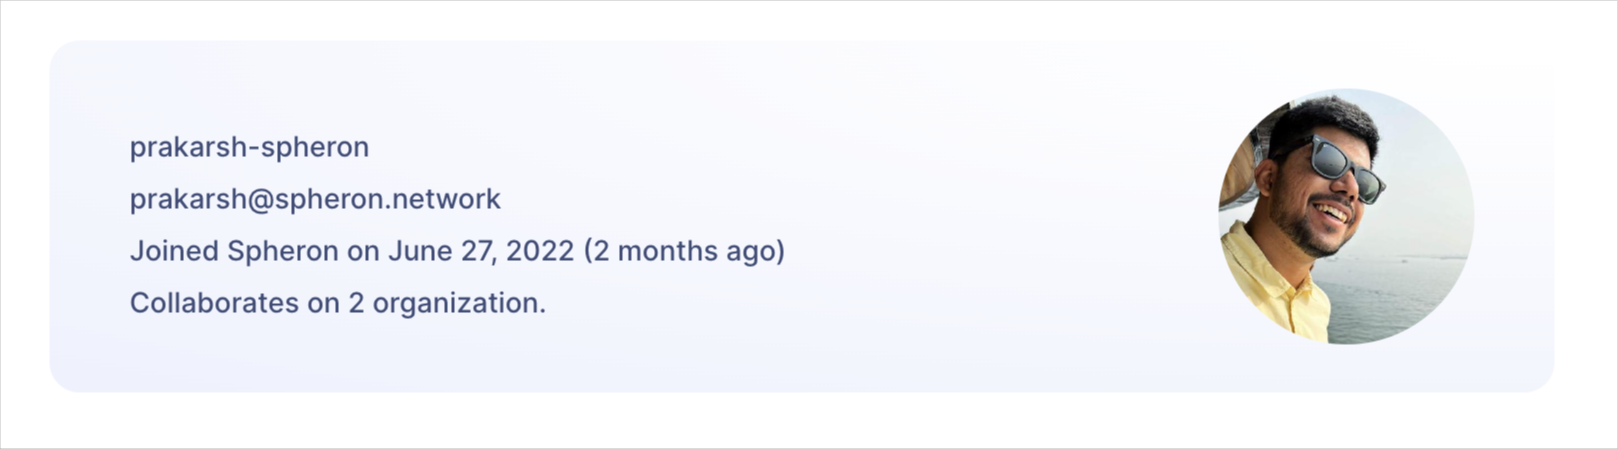 prakarsh-spheron
prakarsh@spheron.network
Joined Spheron on June 27, 2022 (2 months ago)
Collaborates on 2 organization.